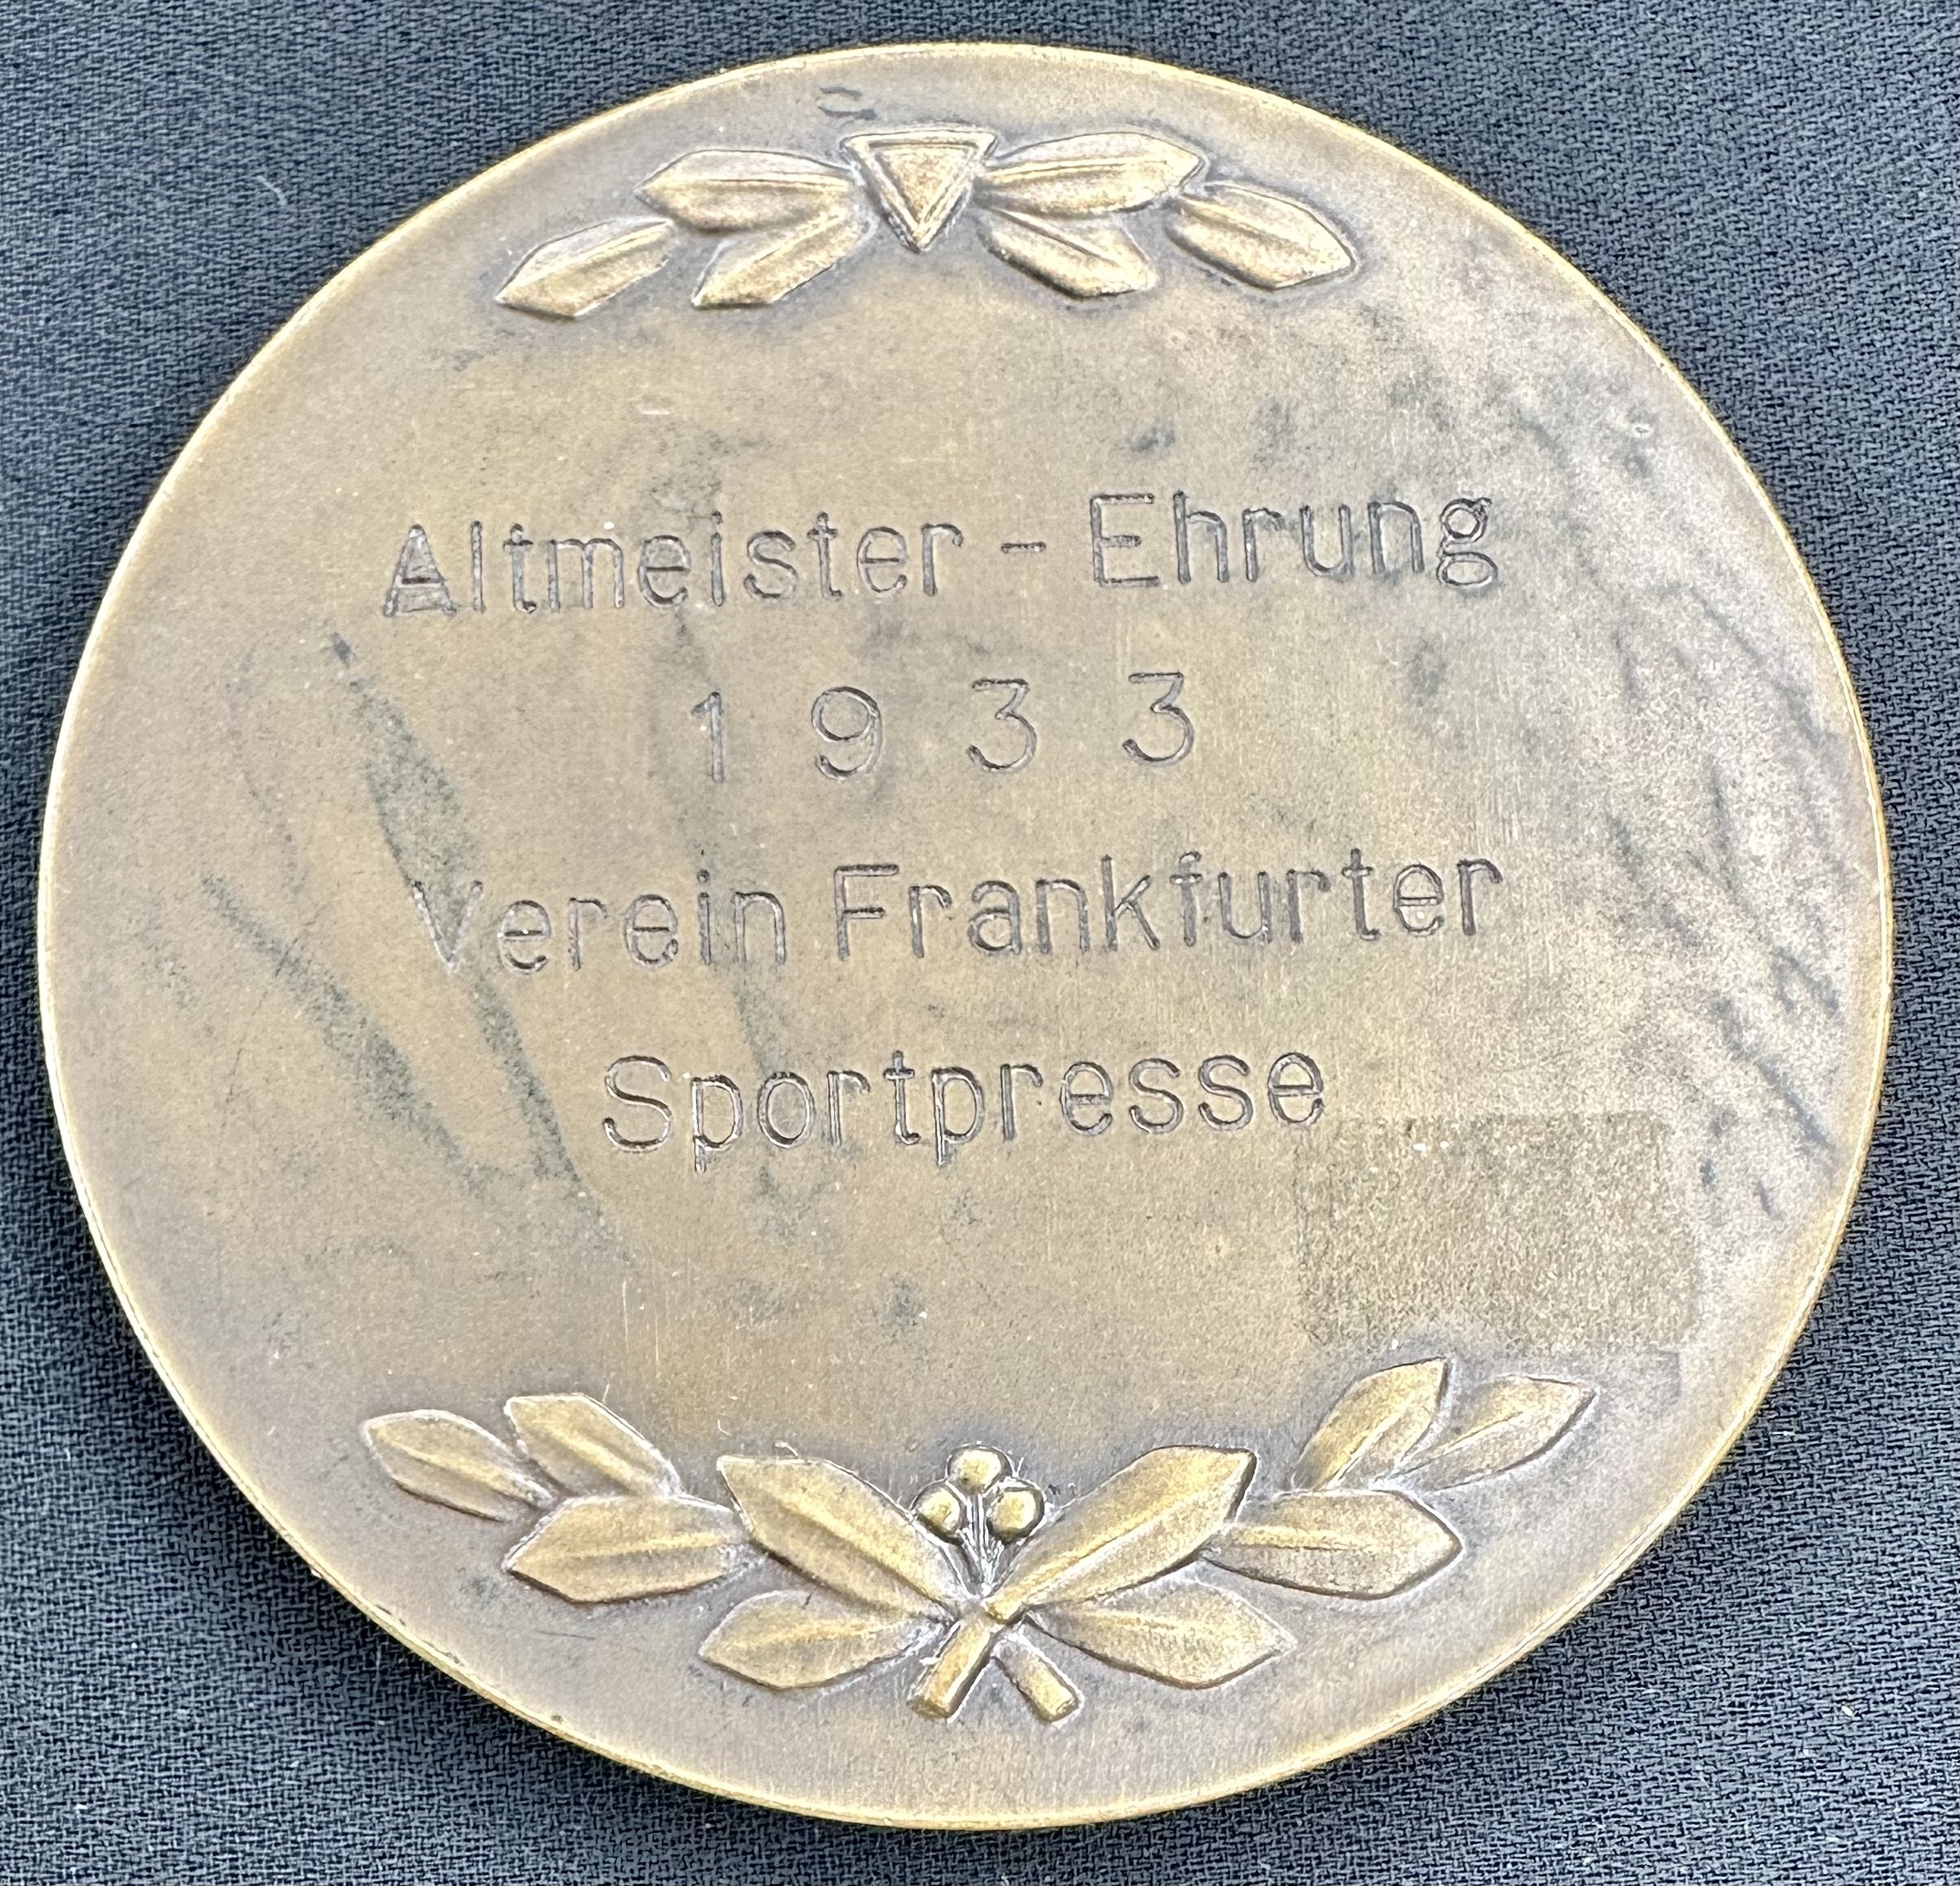 Altmeister - Ehrung
1933
Verein Frankfurter
Sportpresse